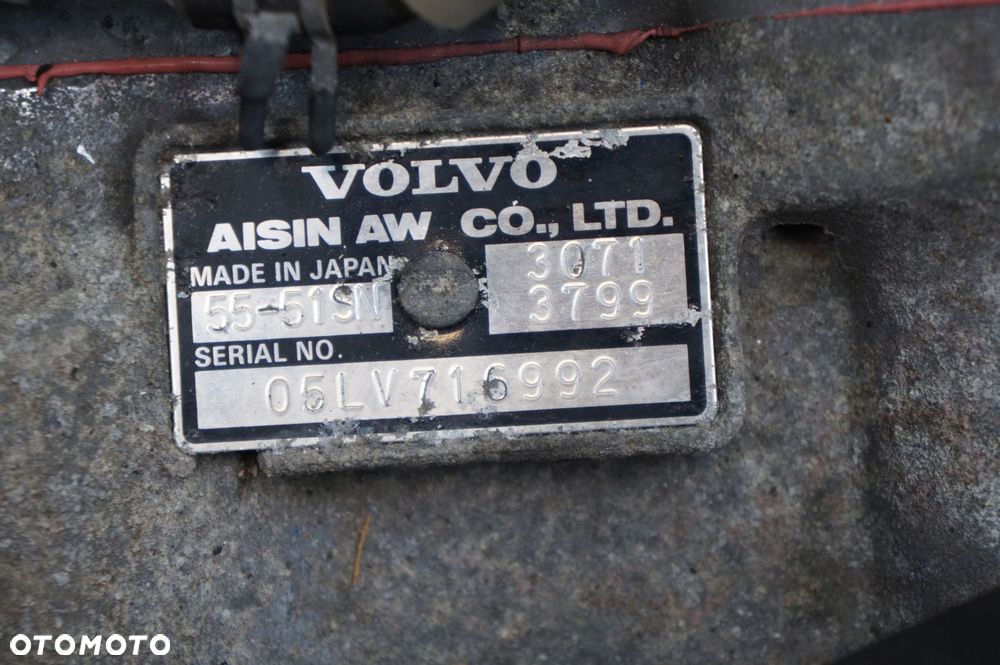 VOLVO
AISIN AW CO., LTD.
MADE IN JAPAN
3071
55-51SN
3799
SERIAL NO.
05LV716992
OTOMOTO